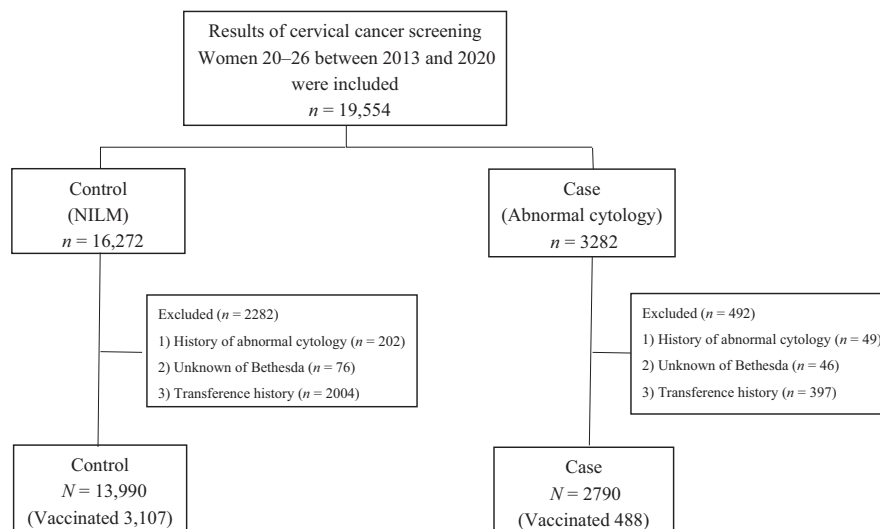 Results of cervical cancer screening
Women 20–26 between 2013 and 2020
were included
n = 19,554
Control
(NILM)
n = 16,272
Case
(Abnormal cytology)
n = 3282
Excluded (n = 2282)
1) History of abnormal cytology (n = 202)
2) Unknown of Bethesda (n = 76)
3) Transference history (n = 2004)
Excluded (n = 492)
1) History of abnormal cytology (n = 49)
2) Unknown of Bethesda (n = 46)
3) Transference history (n = 397)
Control
N = 13,990
(Vaccinated 3,107)
Case
N = 2790
(Vaccinated 488)